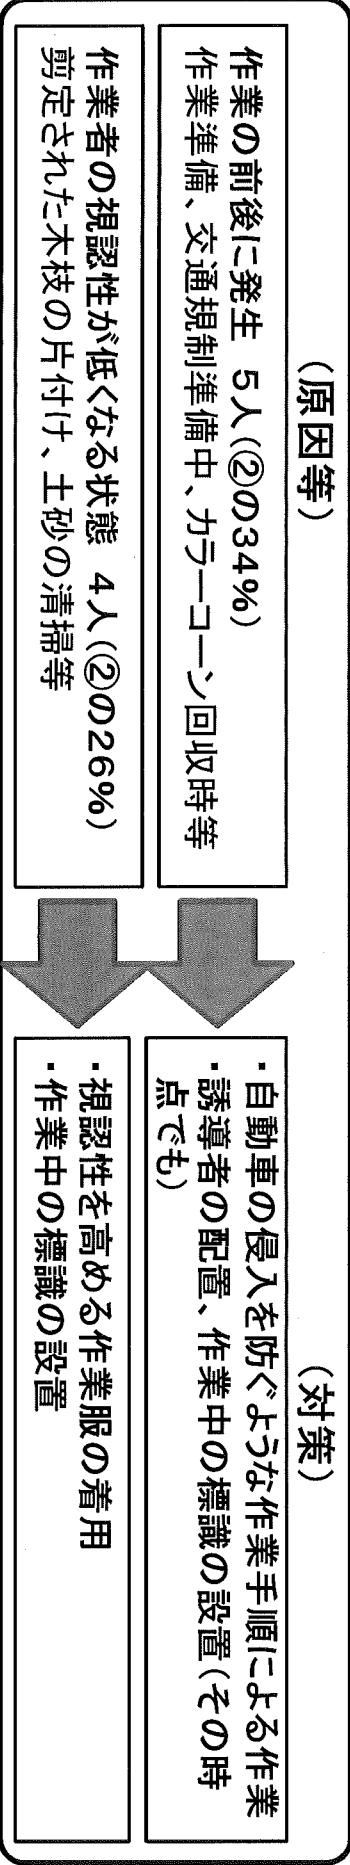 (原因等)
作業の前後に発生 5人(②の34%)
作業準備、交通規制準備中、カラーコーン回収時等
作業者の視認性が低くなる状態 4人(②の26%)
剪定された木枝の片付け、土砂の清掃等
(対策)
・自動車の侵入を防ぐような作業手順による作業
・誘導者の配置、作業中の標識の設置(その時
点でも)
・視認性を高める作業服の着用
・作業中の標識の設置